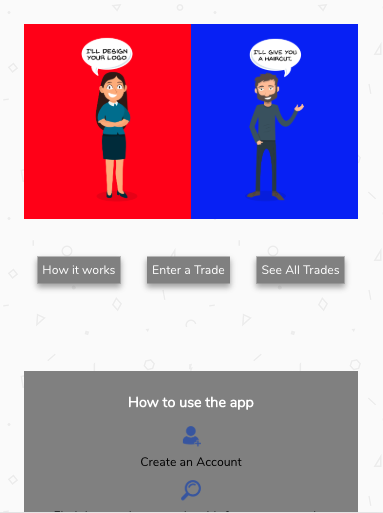 I'LL DESIGN
YOUR LOGO
I'LL GIVE YOU
A HAIRCUT.
How it works
Enter a Trade
See All Trades
How to use the app
Create an Account